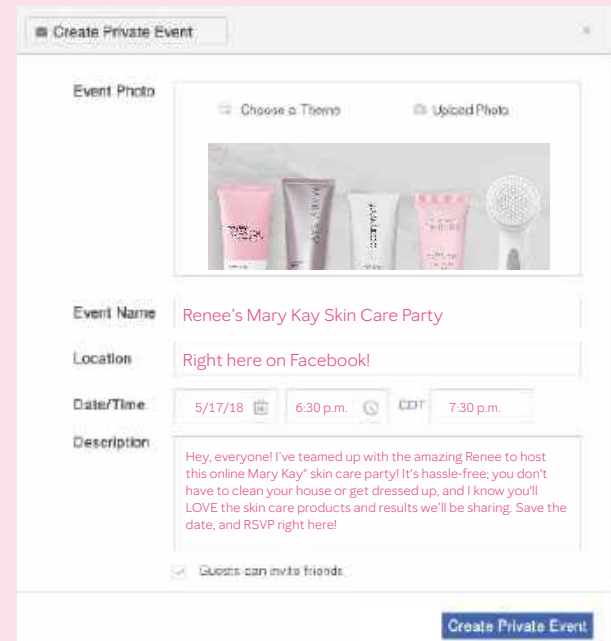 Create Private Event
Event Photo
Choose a Theme
Upload Photo
Event Name
Renee's Mary Kay Skin Care Party
Location
Right here on Facebook!
Date/Time
5/17/18
6:30 p.m.
CDT
7:30 p.m.
Description
Hey, everyone! I've teamed up with the amazing Renee to host
this online Mary Kay® skin care party! It's hassle-free; you don't
have to clean your house or get dressed up, and I know you'll
LOVE the skin care products and results we'll be sharing. Save the
date, and RSVP right here!
Guests can invite friends
Create Private Event